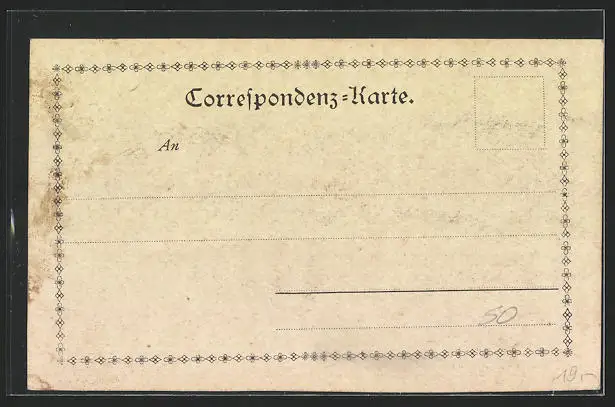 Correſpondenz-Karte.
An
50
19.-